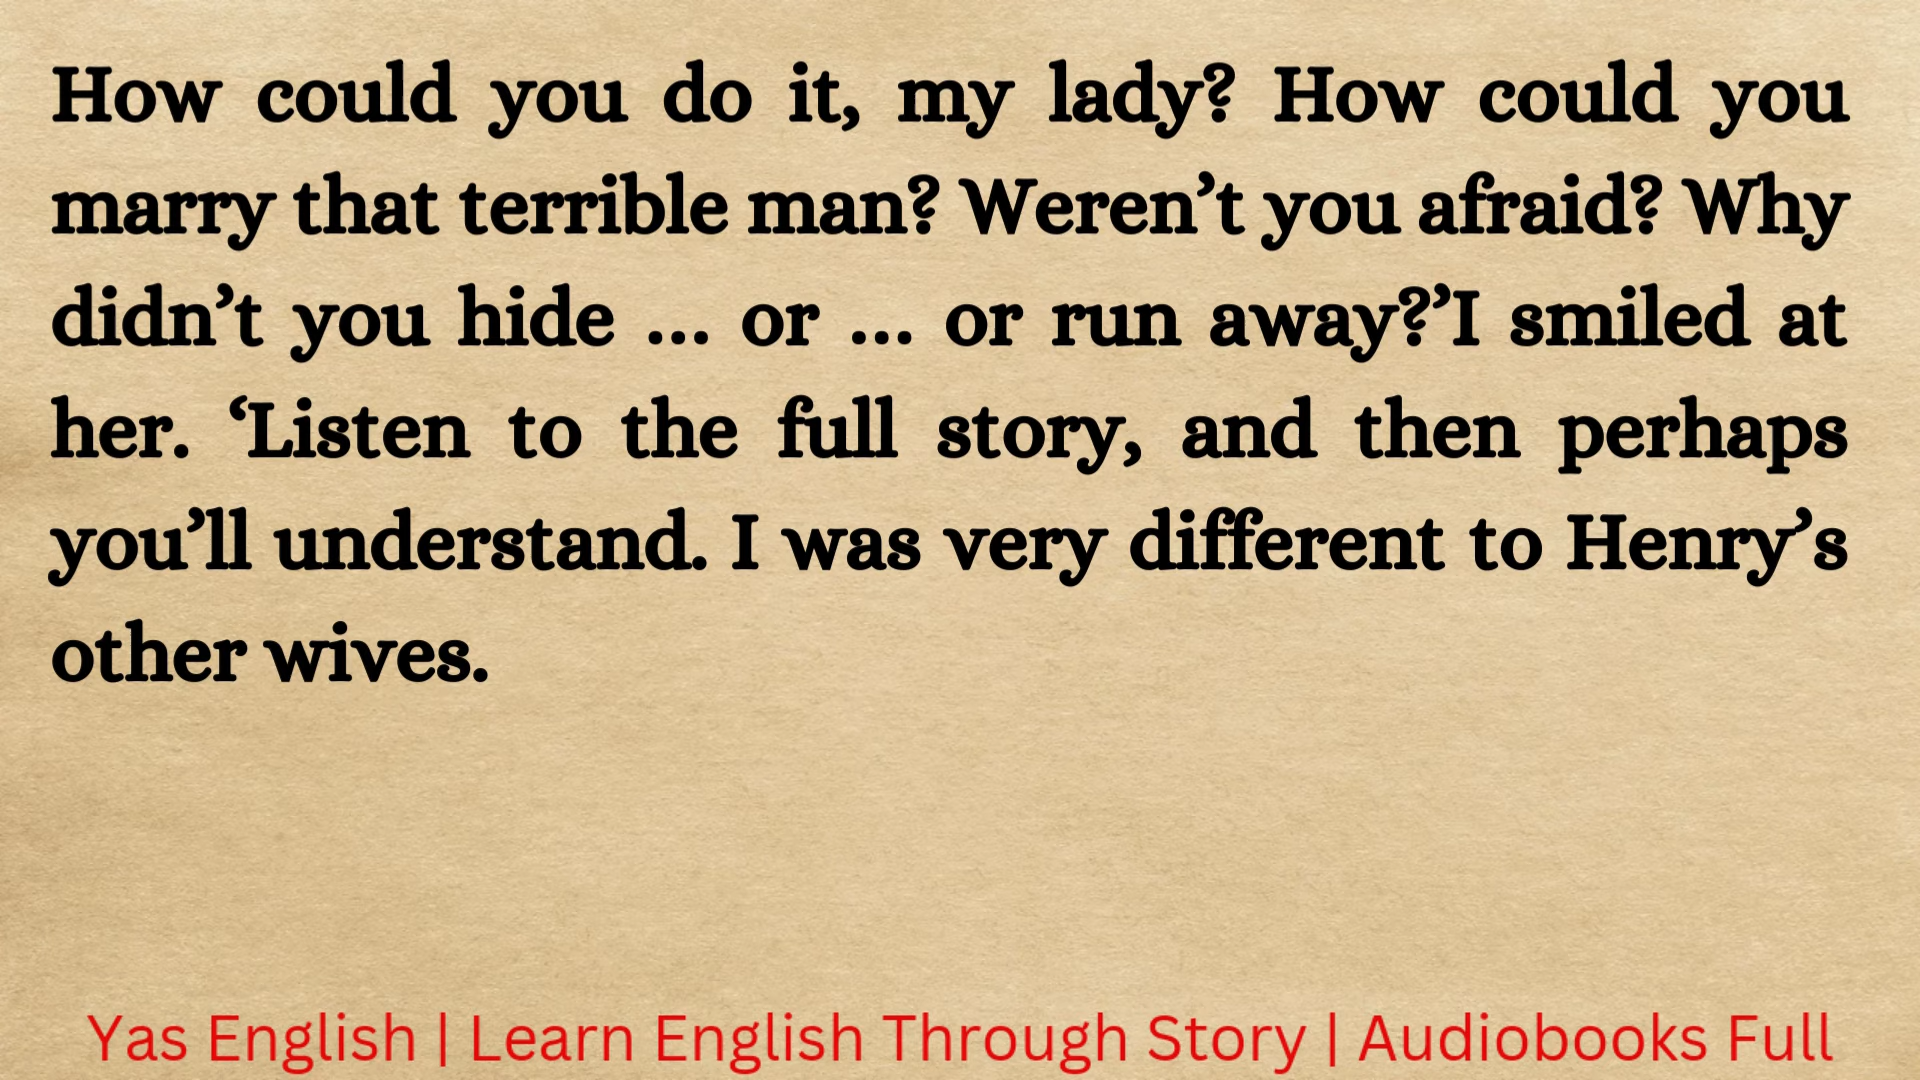 How could you do it, my lady? How could you
marry that terrible man? Weren’t you afraid? Why
didn’t you hide ... or ... or run away?’I smiled at
her. ‘Listen to the full story, and then perhaps
you’ll understand. I was very different to Henry’s
other wives.
Yas English | Learn English Through Story | Audiobooks Full